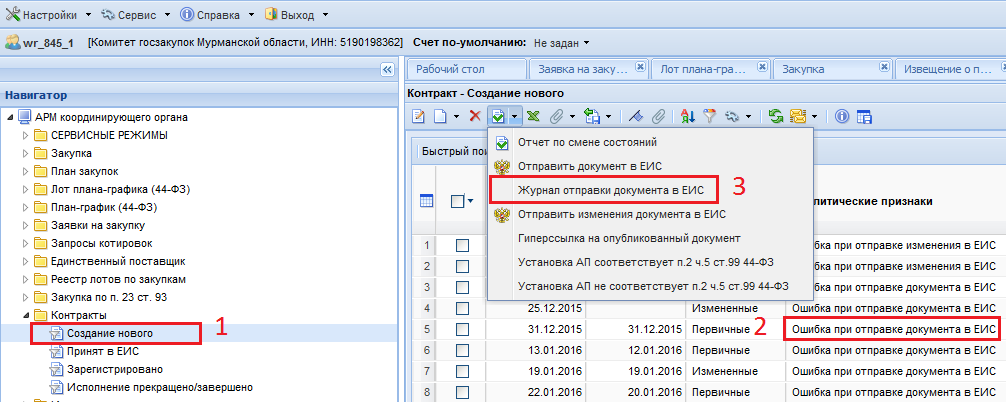 Настройки Сервис Справка Выход
wr_845_1 [Комитет госзакупок Мурманской области, ИНН: 5190198362] Счет по-умолчанию: Не задан
Навигатор
АРМ координирующего органа
СЕРВИСНЫЕ РЕЖИМЫ
Закупка
План закупок
Лот плана-графика (44-ФЗ)
План-график (44-ФЗ)
Заявки на закупку
Запросы котировок
Единственный поставщик
Реестр лотов по закупкам
Закупка по п. 23 ст. 93
Контракты
Создание нового 1
Принят в ЕИС
Зарегистрировано
Исполнение прекращено/завершено
Рабочий стол Заявка на заку... Лот плана-гра... Закупка Извещение о п...
Контракт - Создание нового
Быстрый пои
Отчет по смене состояний
Отправить документ в ЕИС
Журнал отправки документа в ЕИС 3
Отправить изменения документа в ЕИС
Гиперссылка на опубликованный документ
Установка АП соответствует п.2 ч.5 ст.99 44-ФЗ
Установка АП не соответствует п.2 ч.5 ст.99 44-ФЗ
литические признаки
1 бка при отправке изменения в ЕИС
2 бка при отправке изменения в ЕИС
3 бка при отправке документа в ЕИС
4 25.12.2015 Измененные Ошибка при отправке документа в ЕИС
5 31.12.2015 31.12.2015 Первичные 2 Ошибка при отправке документа в ЕИС
6 13.01.2016 12.01.2016 Первичные Ошибка при отправке документа в ЕИС
7 19.01.2016 19.01.2016 Измененные Ошибка при отправке документа в ЕИС
8 22.01.2016 20.01.2016 Первичные Ошибка при отправке документа в ЕИС